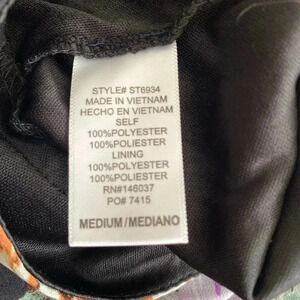 STYLE# ST6934
MADE IN VIETNAM
HECHO EN VIETNAM
SELF
100%POLYESTER
100%POLIESTER
LINING
100%POLYESTER
100%POLIESTER
RN#146037
PO# 7415
MEDIUM/MEDIANO